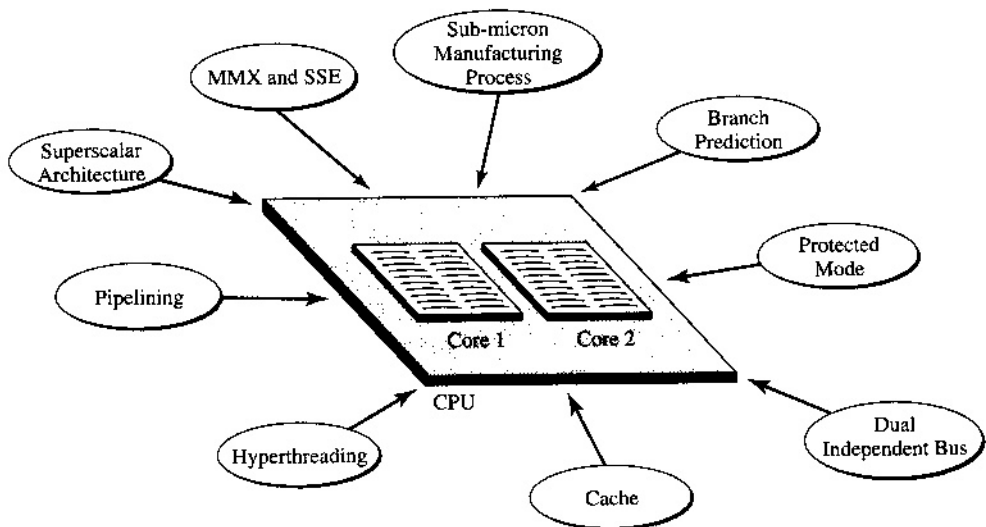 Sub-micron
Manufacturing
Process
MMX and SSE
Branch
Prediction
Superscalar
Architecture
Protected
Mode
Pipelining
Core 1
Core 2
CPU
Dual
Independent Bus
Hyperthreading
Cache